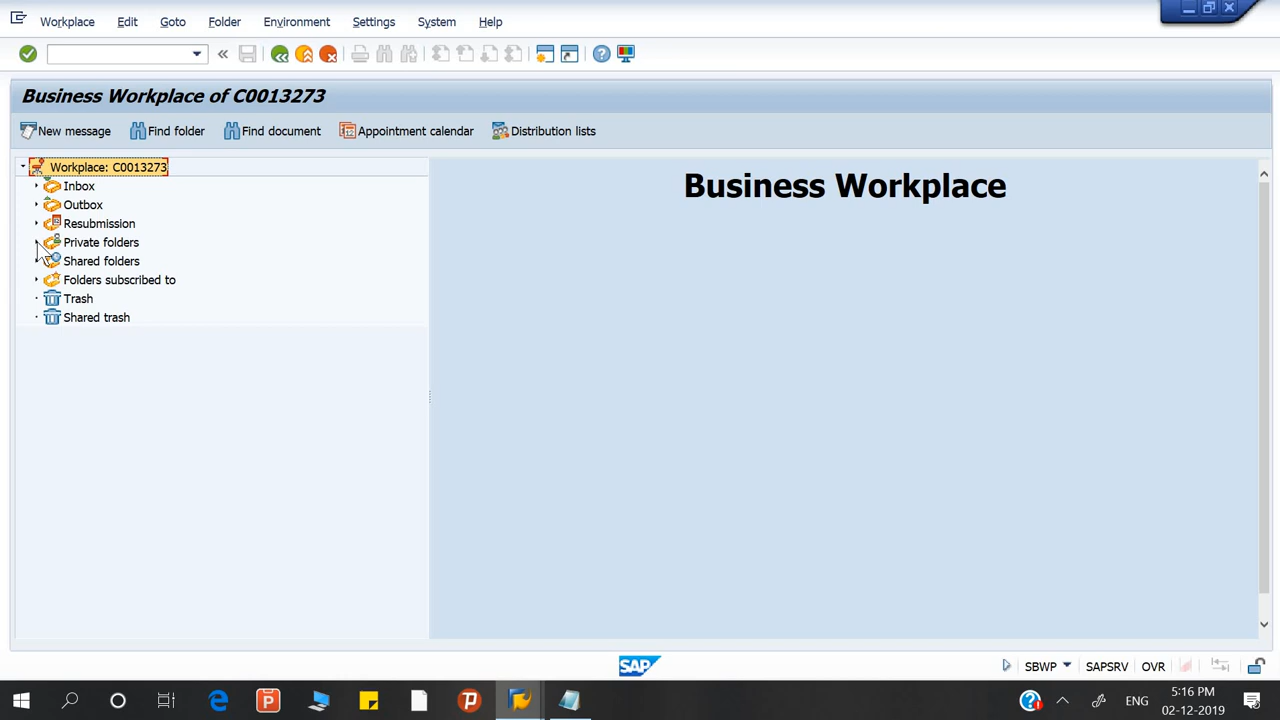 Workplace Edit Goto Folder Environment Settings System Help
Business Workplace of C0013273
New message Find folder Find document Appointment calendar Distribution lists
Workplace: C0013273
Business Workplace
Inbox
Outbox
Resubmission
Private folders
Shared folders
Folders subscribed to
Trash
Shared trash
SAP SBWP SAPSRV OVR
ENG 5:16 PM
02-12-2019